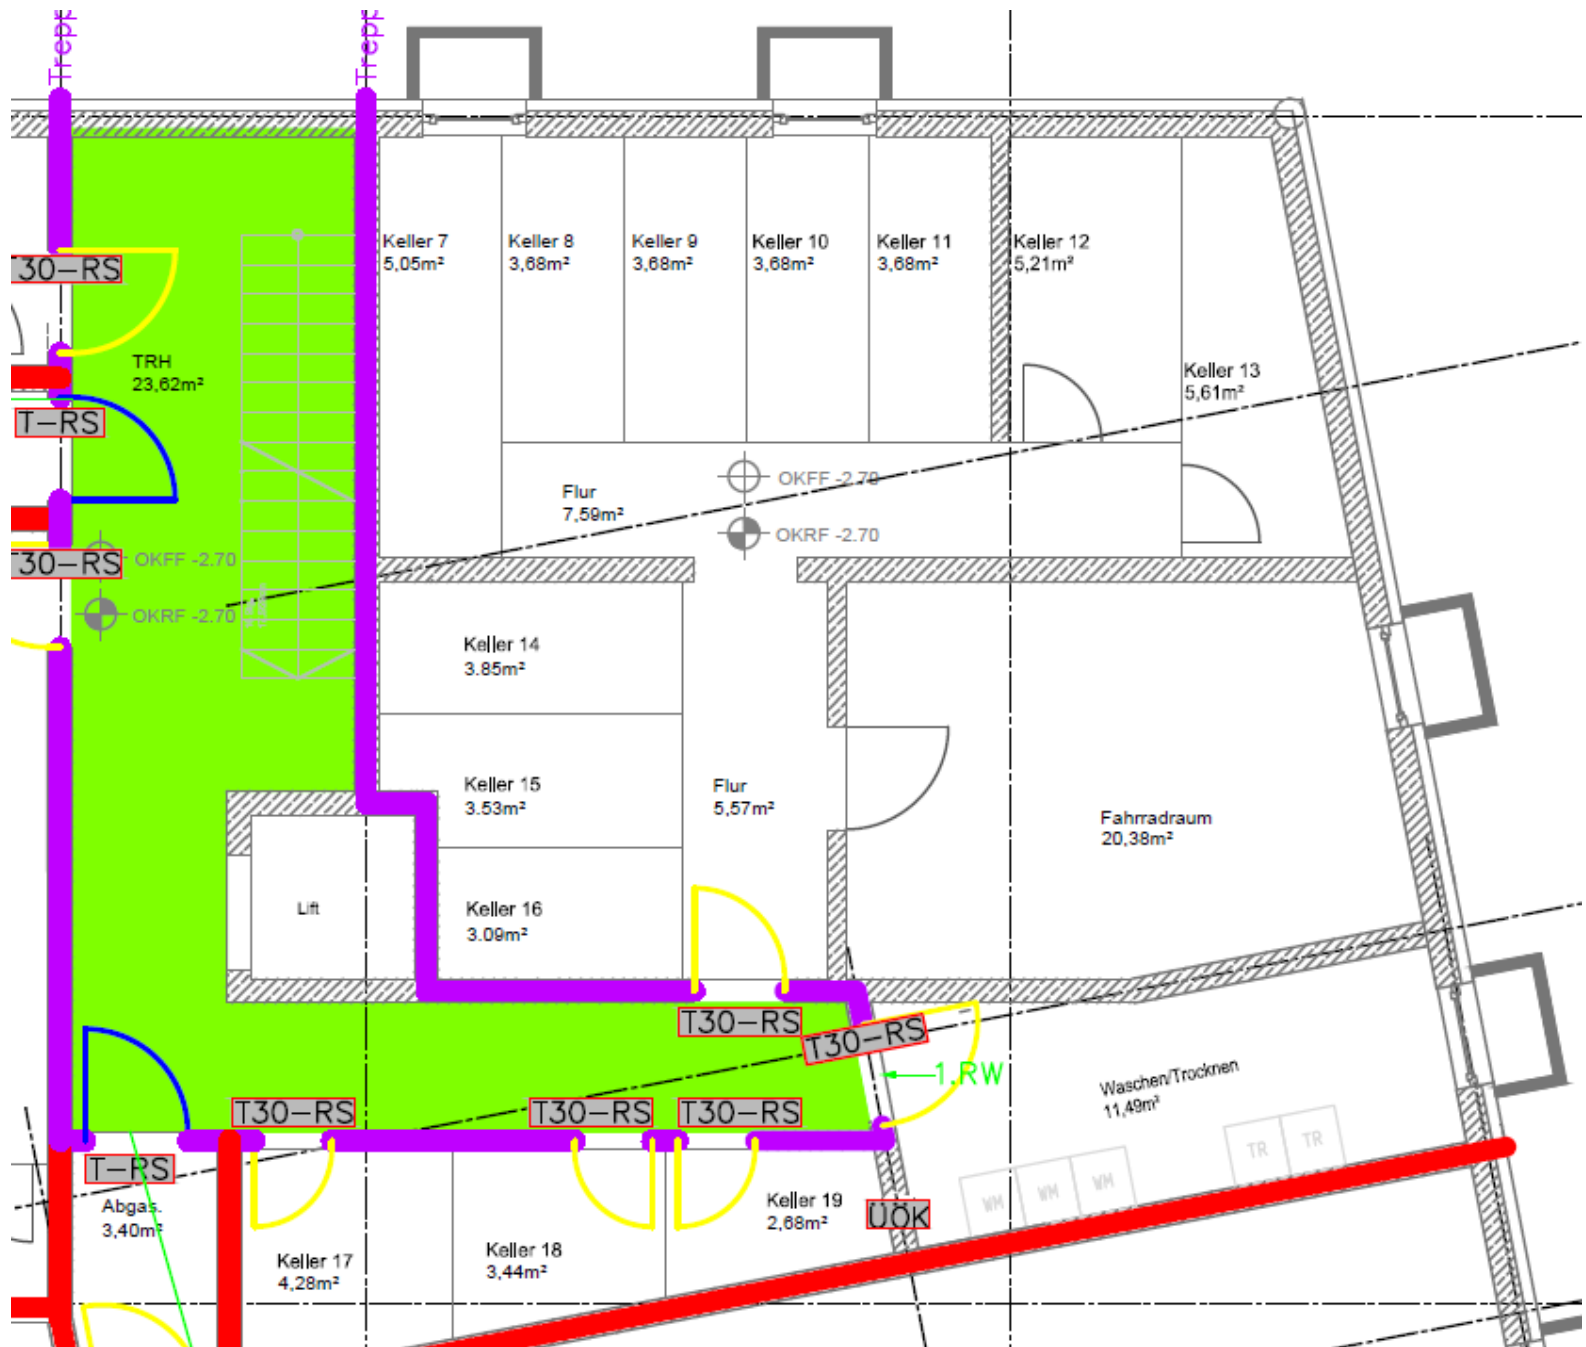 Trepp
Trepp
Keller 7
5,05m²
Keller 8
3,68m²
Keller 9
3,68m²
Keller 10
3,68m²
Keller 11
3,68m²
Keller 12
5,21m²
T30-RS
TRH
23,62m²
Keller 13
5,61m²
T-RS
OKFF -2.70
Flur
7,59m²
OKRF -2.70
T30-RS
OKFF -2.70
OKRF -2.70
Keller 14
3.85m²
Keller 15
3.53m²
Flur
5,57m²
Fahrradraum
20,38m²
Lift
Keller 16
3.09m²
T30-RS
T30-RS
1.RW
Waschen/Trocknen
11,49m²
T30-RS
T30-RS
T30-RS
TR
TR
T-RS
WM
WM
WM
Abgas.
3,40m²
Keller 19
2,68m²
ÜÖK
Keller 17
4,28m²
Keller 18
3,44m²